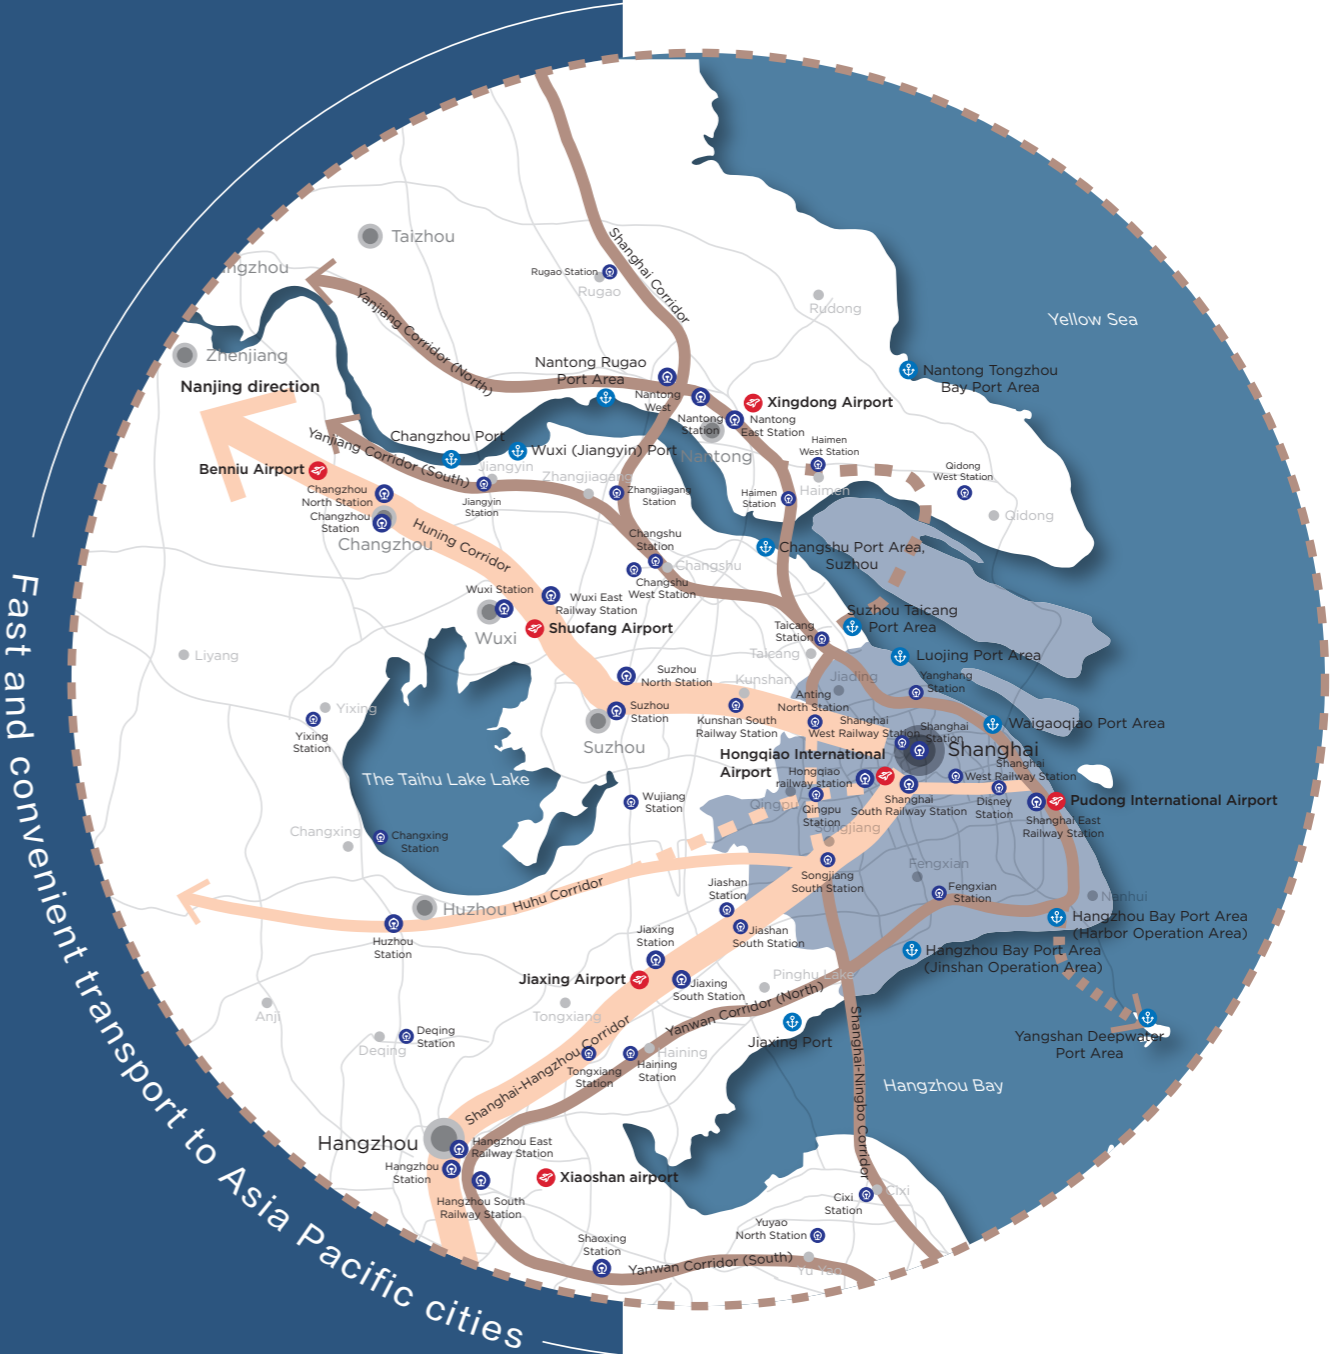 Fast and convenient transport to Asia Pacific cities
Taizhou
ngzhou
Rugao Station
Rugao
Shanghai Corridor
Rudong
Yellow Sea
Yanjiang Corridor (North)
Zhenjiang
Nanjing direction
Nantong Rugao
Port Area
Nantong
West
Nantong Tongzhou
Bay Port Area
Xingdong Airport
Nantong
Station
Nantong
East Station
Nantong
Changzhou Port
Wuxi (Jiangyin) Port
Yanjiang Corridor (South)
Haimen
West Station
Haimen
Haimen
Station
Qidong
West Station
Qidong
Benniu Airport
Jiangyin
Jiangyin
Station
Zhangjiagang
Zhangjiagang
Station
Changzhou
North Station
Changzhou
Station
Changzhou
Huning Corridor
Changshu
Station
Changshu
Changshu
West Station
Changshu Port Area,
Suzhou
Wuxi Station
Wuxi East
Railway Station
Wuxi
Shuofang Airport
Suzhou Taicang
Port Area
Taicang
Station
Taicang
Luojing Port Area
Liyang
Suzhou
North Station
Kunshan
Jiading
Yanghang
Station
Yixing
Yixing
Station
Suzhou
Station
Suzhou
Kunshan South
Railway Station
Anting
North Station
Shanghai
West Railway Station
Shanghai
Station
Waigaoqiao Port Area
Shanghai
Hongqiao International
Airport
Hongqiao
railway station
Shanghai
West Railway Station
The Taihu Lake Lake
Wujiang
Station
Qingpu
Qingpu
Station
Shanghai
South Railway Station
Disney
Station
Pudong International Airport
Shanghai East
Railway Station
Changxing
Changxing
Station
Songjiang
Songjiang
South Station
Fengxian
Fengxian
Station
Nanhui
Huzhou
Huhu Corridor
Huzhou
Station
Jiashan
Station
Jiashan
South Station
Hangzhou Bay Port Area
(Harbor Operation Area)
Jiaxing
Station
Hangzhou Bay Port Area
(Jinshan Operation Area)
Jiaxing Airport
Jiaxing
South Station
Pinghu Lake
Anji
Tongxiang
Yanwan Corridor (North)
Deqing
Deqing
Station
Shanghai-Hangzhou Corridor
Tongxiang
Station
Haining
Haining
Station
Jiaxing Port
Shanghai-Ningbo Corridor
Yangshan Deepwater
Port Area
Hangzhou Bay
Hangzhou
Hangzhou East
Railway Station
Hangzhou
Station
Hangzhou South
Railway Station
Xiaoshan airport
Cixi
Cixi
Station
Yuyao
North Station
Shaoxing
Station
Yanwan Corridor (South)
Yu Yao